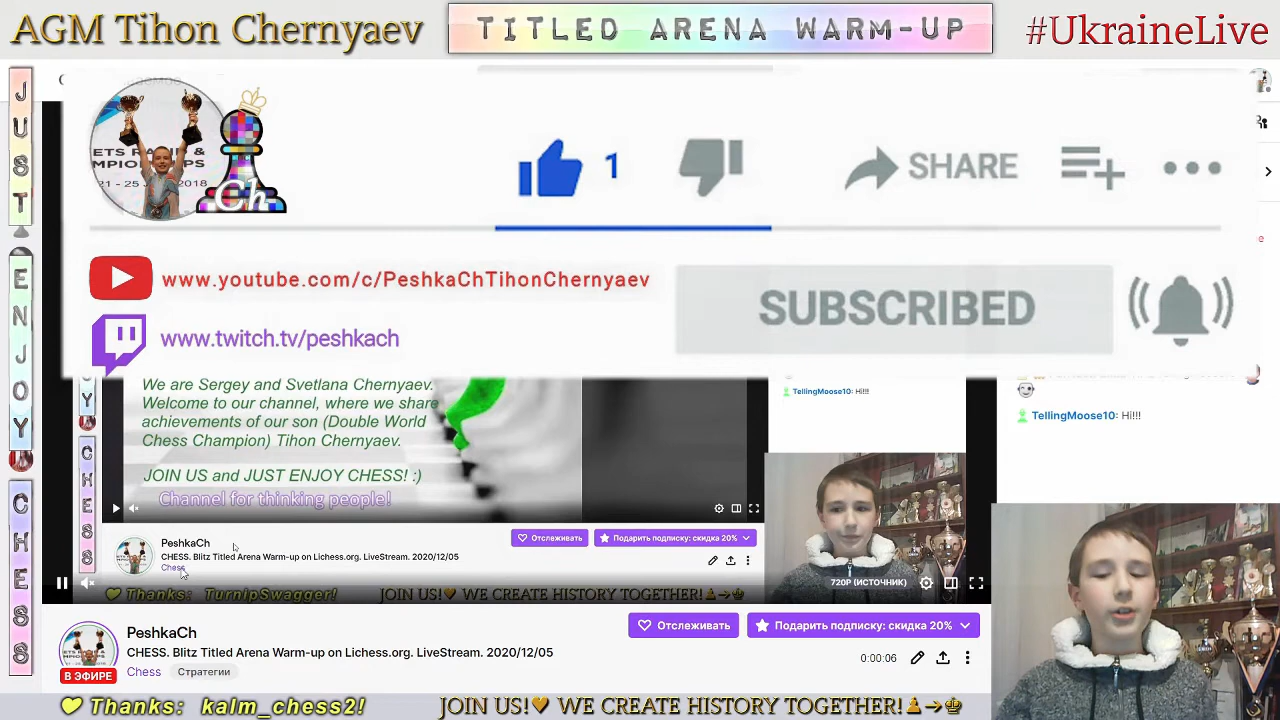 AGM Tihon Chernyaev
TITLED ARENA WARM-UP
#UkraineLive
JUST ENJOY CHESS
ETS RAPID &
MPIONSHIPS
21 - 25 2018
Ch
1
SHARE
www.youtube.com/c/PeshkaChTihonChernyaev
www.twitch.tv/peshkach
SUBSCRIBED
We are Sergey and Svetlana Chernyaev.
Welcome to our channel, where we share
achievements of our son (Double World
Chess Champion) Tihon Chernyaev.
JOIN US and JUST ENJOY CHESS! :)
Channel for thinking people!
Y
CHESS
TellingMoose10: Hi!!!
TellingMoose10: Hi!!!
PeshkaCh
CHESS. Blitz Titled Arena Warm-up on Lichess.org. LiveStream. 2020/12/05
Chess
Отслеживать
Подарить подписку: скидка 20%
Thanks: TurnipSwagger!
JOIN US! WE CREATE HISTORY TOGETHER!
720P (ИСТОЧНИК)
PeshkaCh
CHESS. Blitz Titled Arena Warm-up on Lichess.org. LiveStream. 2020/12/05
Chess
Стратегии
В ЭФИРЕ
Отслеживать
Подарить подписку: скидка 20%
0:00:06
Thanks: kalm_chess2!
JOIN US! WE CREATE HISTORY TOGETHER!